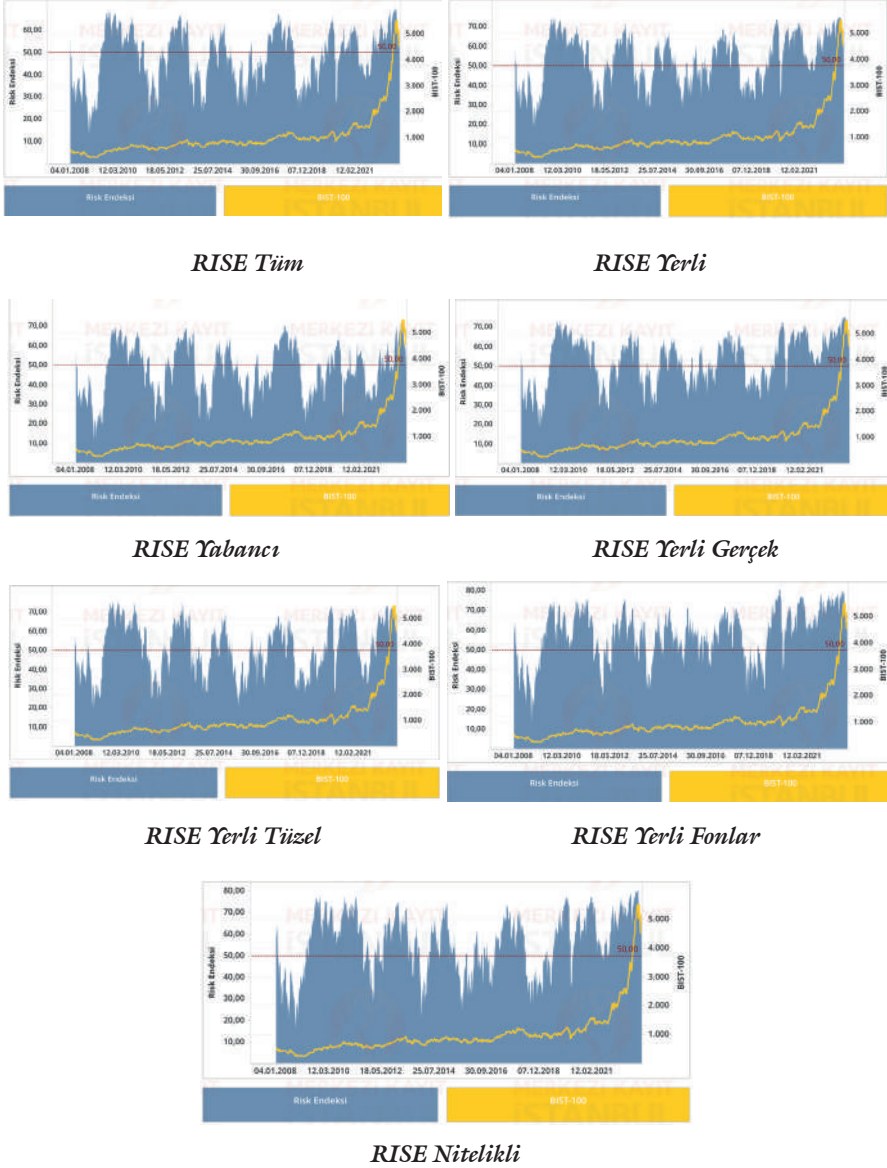 60,00
50,00
40,00
30,00
20,00
10,00
Risk Endeksi
50,00
5.000
4.000
3.000
2.000
1.000
BIST-100
04.01.2008 12.03.2010 18.05.2012 25.07.2014 30.09.2016 07.12.2018 12.02.2021
Risk Endeksi BIST-100
RISE Tüm
70,00
60,00
50,00
40,00
30,00
20,00
10,00
Risk Endeksi
50,00
5.000
4.000
3.000
2.000
1.000
BIST-100
04.01.2008 12.03.2010 18.05.2012 25.07.2014 30.09.2016 07.12.2018 12.02.2021
Risk Endeksi BIST-100
RISE Yerli
MERKEZİ KAYIT
İSTANBUL
70,00
60,00
50,00
40,00
30,00
20,00
10,00
Risk Endeksi
50,00
5.000
4.000
3.000
2.000
1.000
BIST-100
04.01.2008 12.03.2010 18.05.2012 25.07.2014 30.09.2016 07.12.2018 12.02.2021
Risk Endeksi BIST-100
RISE Yabancı
70,00
60,00
50,00
40,00
30,00
20,00
10,00
Risk Endeksi
50,00
5.000
4.000
3.000
2.000
1.000
BIST-100
04.01.2008 12.03.2010 18.05.2012 25.07.2014 30.09.2016 07.12.2018 12.02.2021
Risk Endeksi BIST-100
RISE Yerli Gerçek
70,00
60,00
50,00
40,00
30,00
20,00
10,00
Risk Endeksi
50,00
5.000
4.000
3.000
2.000
1.000
BIST-100
04.01.2008 12.03.2010 18.05.2012 25.07.2014 30.09.2016 07.12.2018 12.02.2021
Risk Endeksi BIST-100
RISE Yerli Tüzel
80,00
70,00
60,00
50,00
40,00
30,00
20,00
10,00
Risk Endeksi
50,00
5.000
4.000
3.000
2.000
1.000
BIST-100
04.01.2008 12.03.2010 18.05.2012 25.07.2014 30.09.2016 07.12.2018 12.02.2021
Risk Endeksi BIST-100
RISE Yerli Fonlar
80,00
70,00
60,00
50,00
40,00
30,00
20,00
10,00
Risk Endeksi
50,00
5.000
4.000
3.000
2.000
1.000
BIST-100
04.01.2008 12.03.2010 18.05.2012 25.07.2014 30.09.2016 07.12.2018 12.02.2021
Risk Endeksi BIST-100
RISE Nitelikli